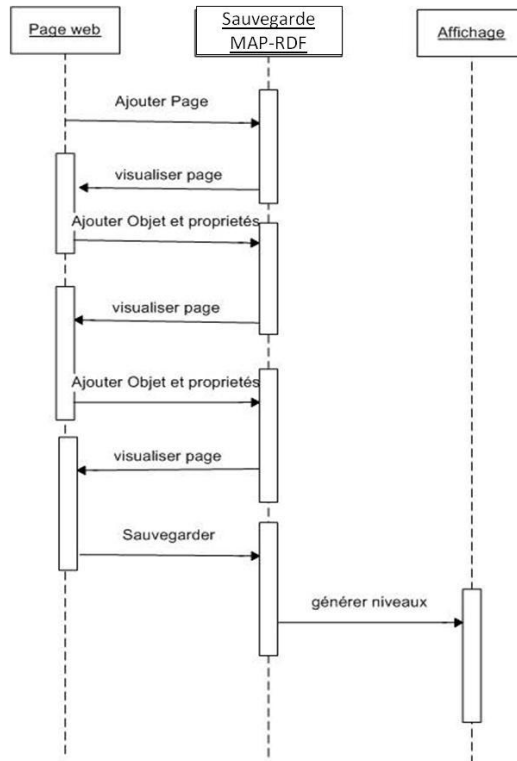 Page web
Sauvegarde
MAP-RDF
Affichage
Ajouter Page
visualiser page
Ajouter Objet et proprietés
visualiser page
Ajouter Objet et proprietés
visualiser page
Sauvegarder
générer niveaux